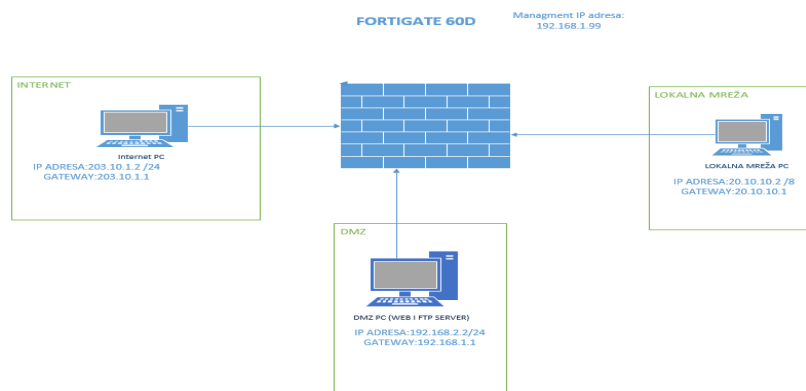 FORTIGATE 60D
Managment IP adresa:
192.168.1.99
INTERNET
Internet PC
IP ADRESA:203.10.1.2 /24
GATEWAY:203.10.1.1
LOKALNA MREŽA
LOKALNA MREŽA PC
IP ADRESA:20.10.10.2 /8
GATEWAY:20.10.10.1
DMZ
DMZ PC (WEB I FTP SERVER)
IP ADRESA:192.168.2.2/24
GATEWAY:192.168.1.1